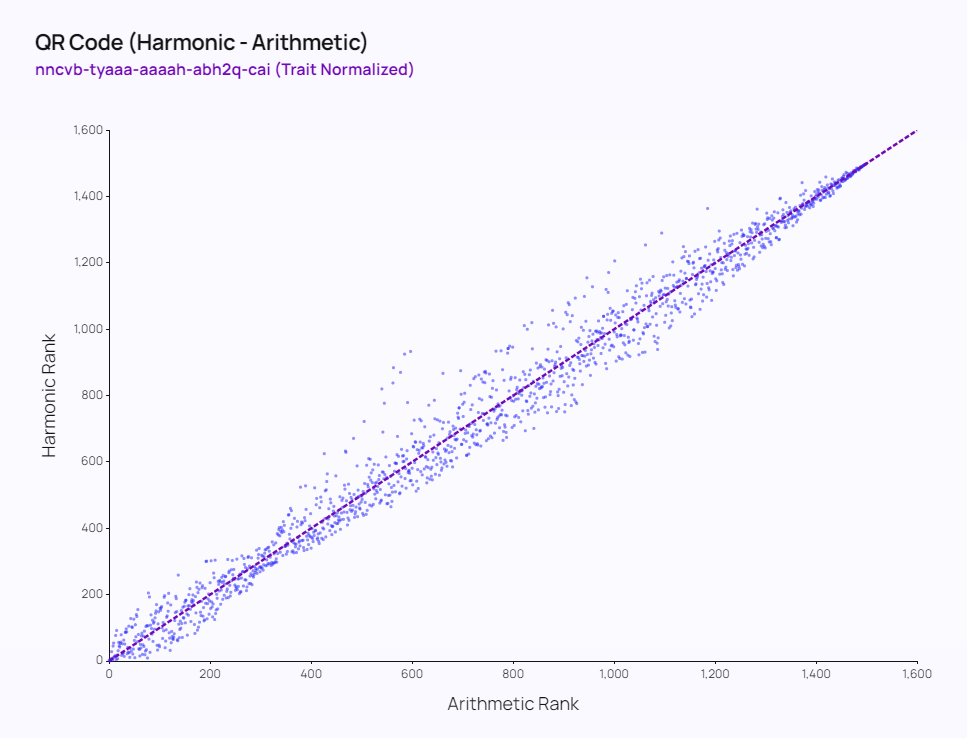 QR Code (Harmonic - Arithmetic)
nncvb-tyaaa-aaaah-abh2q-cai (Trait Normalized)
1,600
1,400
1,200
1,000
800
600
400
200
0
Harmonic Rank
0 200 400 600 800 1,000 1,200 1,400 1,600
Arithmetic Rank